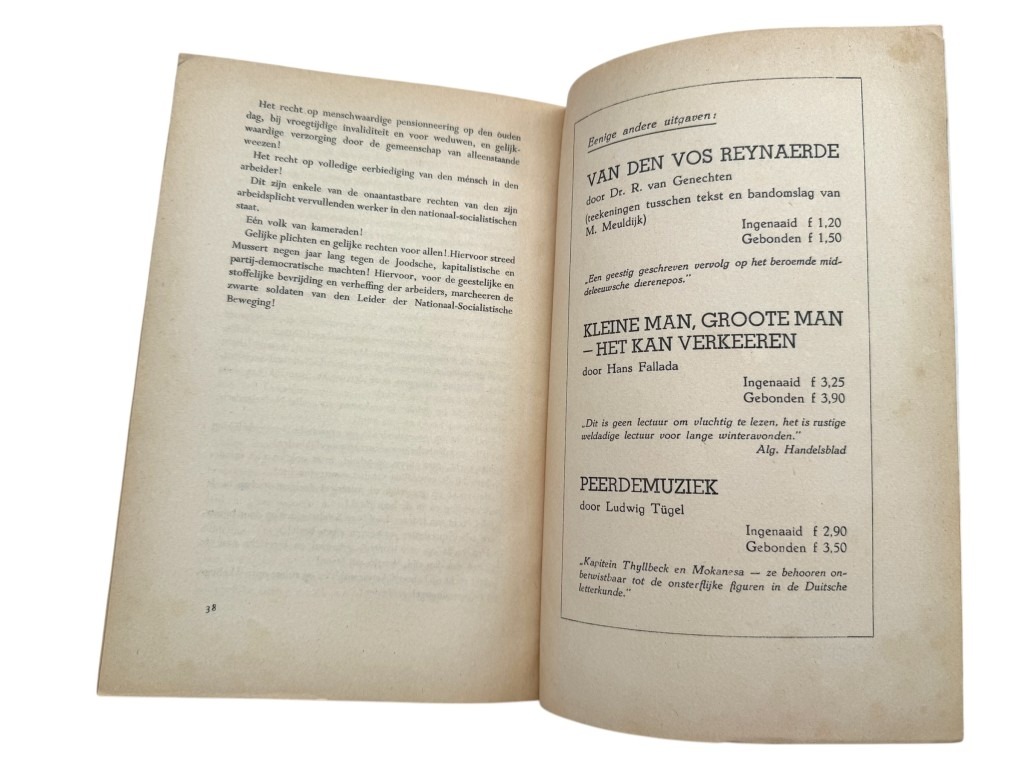 Het recht op menschwaardige pensionneering op den ouden
dag, bij vroegtijdige invaliditeit en voor weduwen, en gelijk-
waardige verzorging door de gemeenschap van alleenstaande
weezen!
Het recht op volledige eerbiediging van den ménsch in den
arbeider!
Dit zijn enkele van de onaantastbare rechten van den zijn
arbeidsplicht vervullenden werker in den nationaal-socialistischen
staat.
Eén volk van kameraden!
Gelijke plichten en gelijke rechten voor allen! Hiervoor streed
Mussert negen jaar lang tegen de Joodsche, kapitalistische en
partij-democratische machten! Hiervoor, voor de geestelijke en
stoffelijke bevrijding en verheffing der arbeiders, marcheeren de
zwarte soldaten van den Leider der Nationaal-Socialistische
Beweging!
38
Eenige andere uitgaven:
VAN DEN VOS REYNAERDE
door Dr. R. van Genechten
(teekeningen tusschen tekst en bandomslag van
M. Meuldijk)
Ingenaaid f 1,20
Gebonden f 1,50
„Een geestig geschreven vervolg op het beroemde mid-
deleeuwsche dierenepos."
KLEINE MAN, GROOTE MAN
— HET KAN VERKEEREN
door Hans Fallada
Ingenaaid f 3,25
Gebonden f 3,90
„Dit is geen lectuur om vluchtig te lezen, het is rustige
weldadige lectuur voor lange winteravonden."
Alg. Handelsblad
PEERDEMUZIEK
door Ludwig Tügel
Ingenaaid f 2,90
Gebonden f 3,50
„Kapitein Thyllbeck en Mokanesa — ze behooren on-
betwistbaar tot de onsterflijke figuren in de Duitsche
letterkunde."